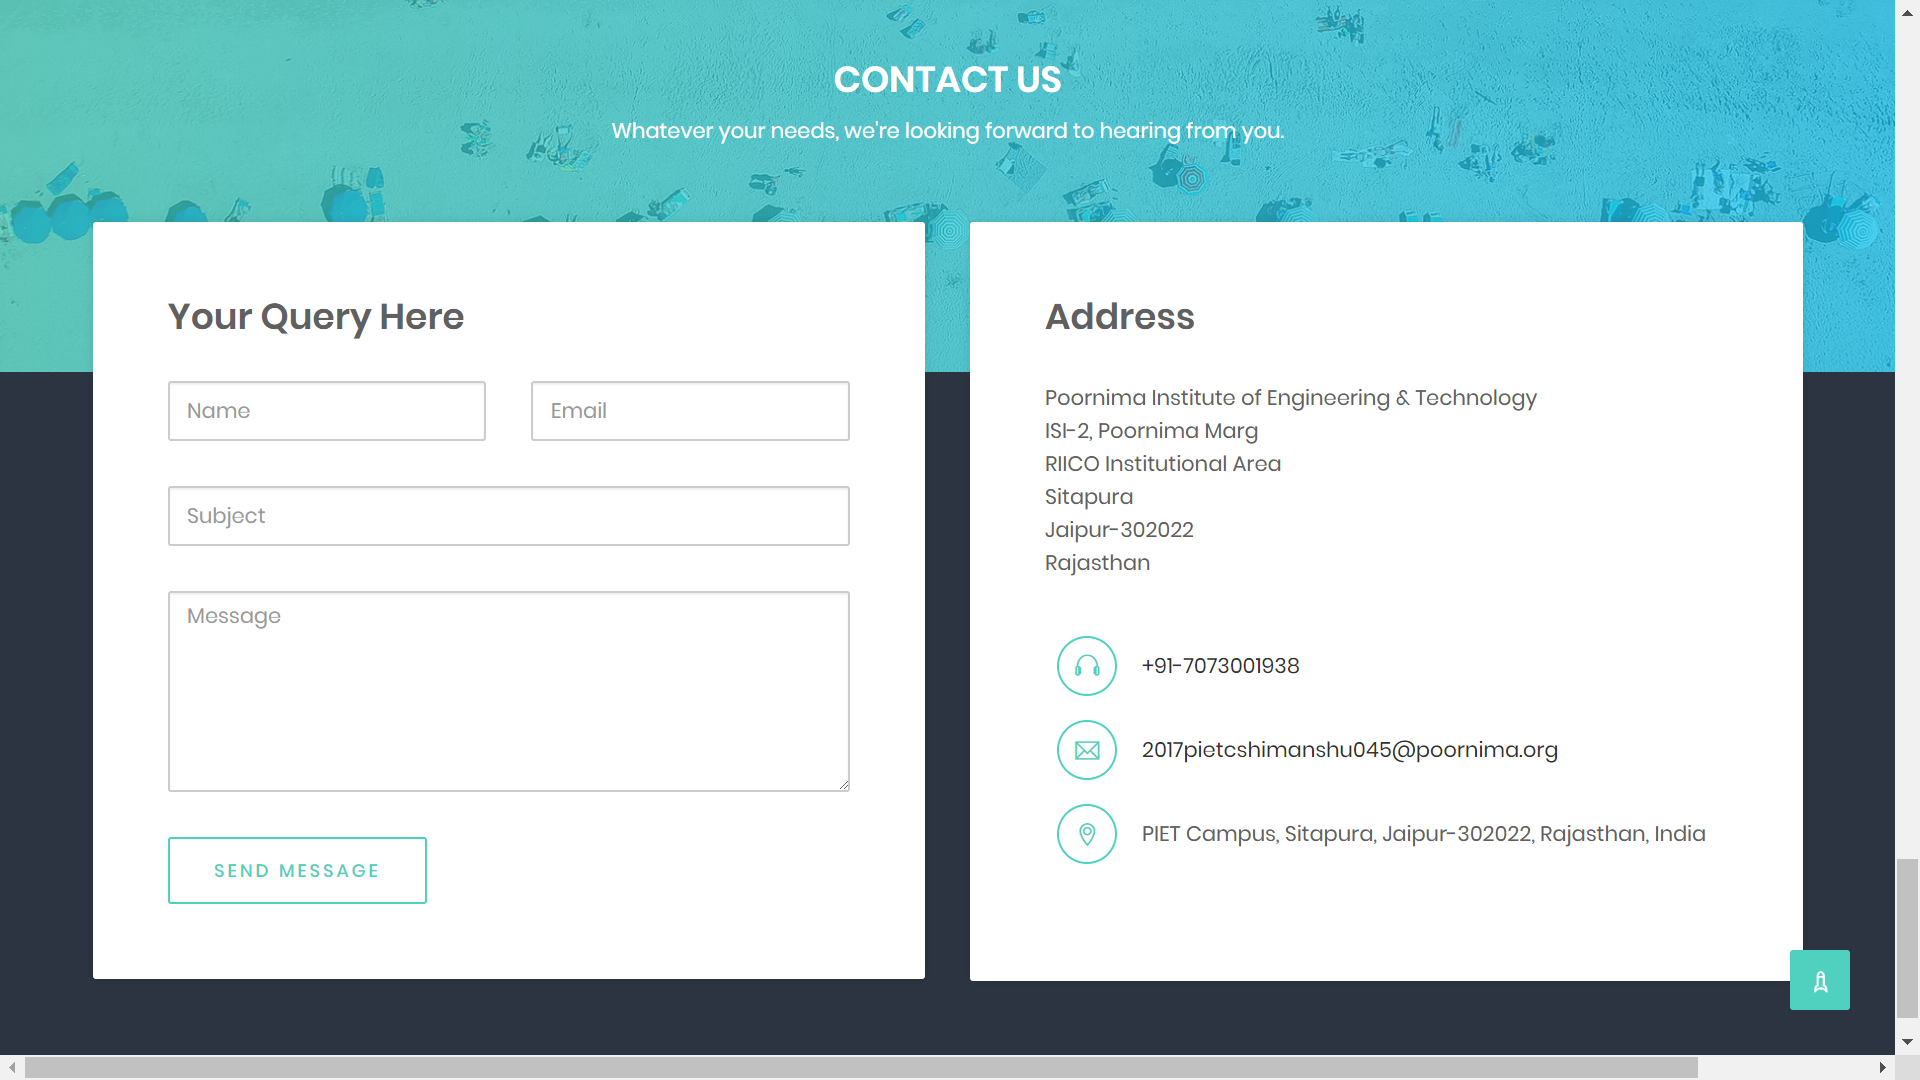 CONTACT US
Whatever your needs, we're looking forward to hearing from you.
Your Query Here
Name
Email
Subject
Message
SEND MESSAGE
Address
Poornima Institute of Engineering & Technology
ISI-2, Poornima Marg
RIICO Institutional Area
Sitapura
Jaipur-302022
Rajasthan
+91-7073001938
2017pietcshimanshu045@poornima.org
PIET Campus, Sitapura, Jaipur-302022, Rajasthan, India